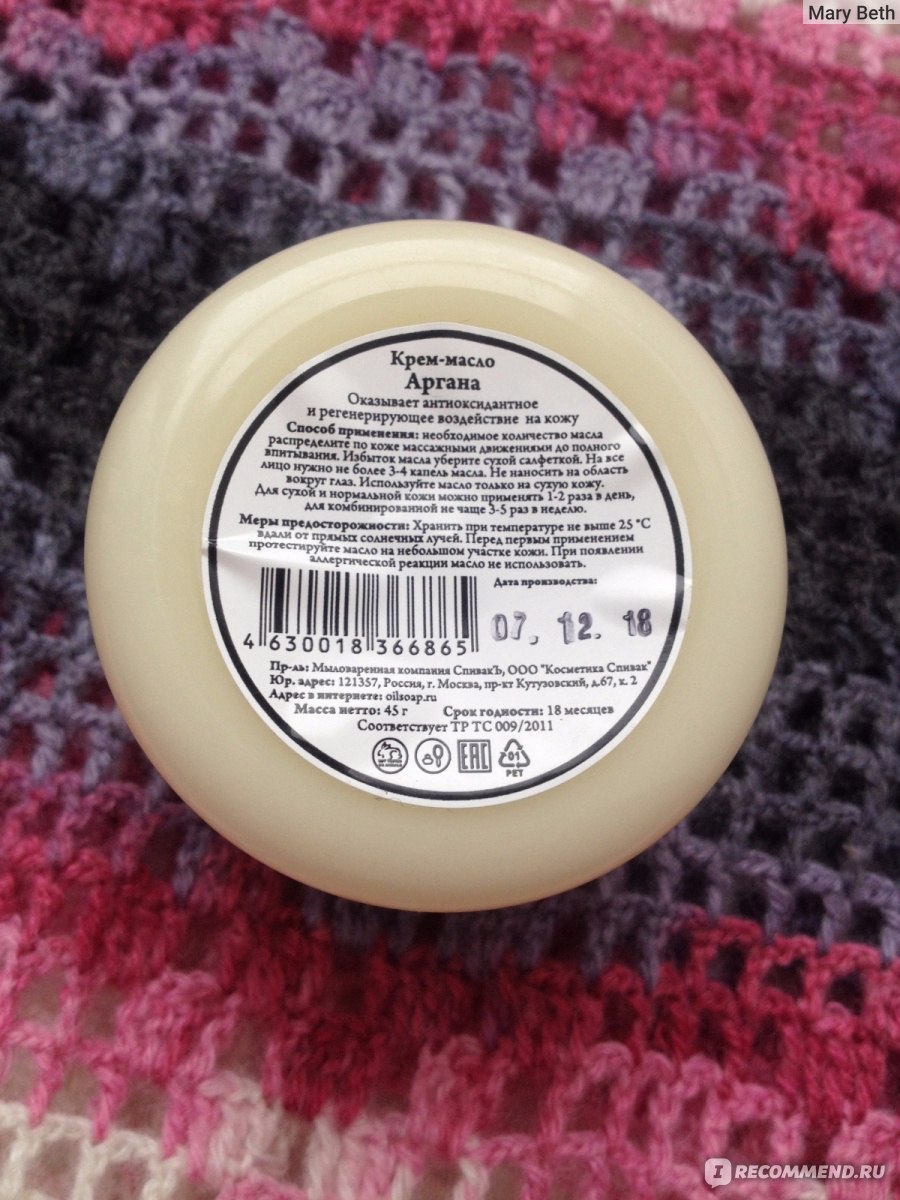 Mary Beth
Крем-масло
Аргана
Оказывает антиоксидантное
и регенерирующее воздействие на кожу
Способ применения: необходимое количество масла
распределите по коже массажными движениями до полного
впитывания. Избыток масла уберите сухой салфеткой. На все
лицо нужно не более 3-4 капель масла. Не наносить на область
вокруг глаз. Используйте масло только на сухую кожу.
Для сухой и нормальной кожи можно применять 1-2 раза в день,
для комбинированной не чаще 3-5 раз в неделю.
Меры предосторожности: Хранить при температуре не выше 25 °C
вдали от прямых солнечных лучей. Перед первым применением
протестируйте масло на небольшом участке кожи. При появлении
аллергической реакции масло не использовать.
Дата производства:
07. 12. 18
4 630018 366865
Пр-ль: Мыловаренная компания СпивакЪ, ООО "Косметика Спивак"
Юр. адрес: 121357, Россия, г. Москва, пр-кт Кутузовский, д.67, к. 2
Адрес в интернете: oilsoap.ru
Масса нетто: 45 г Срок годности: 18 месяцев
Соответствует ТР ТС 009/2011
EAC 01
PET
IRECOMMEND.RU